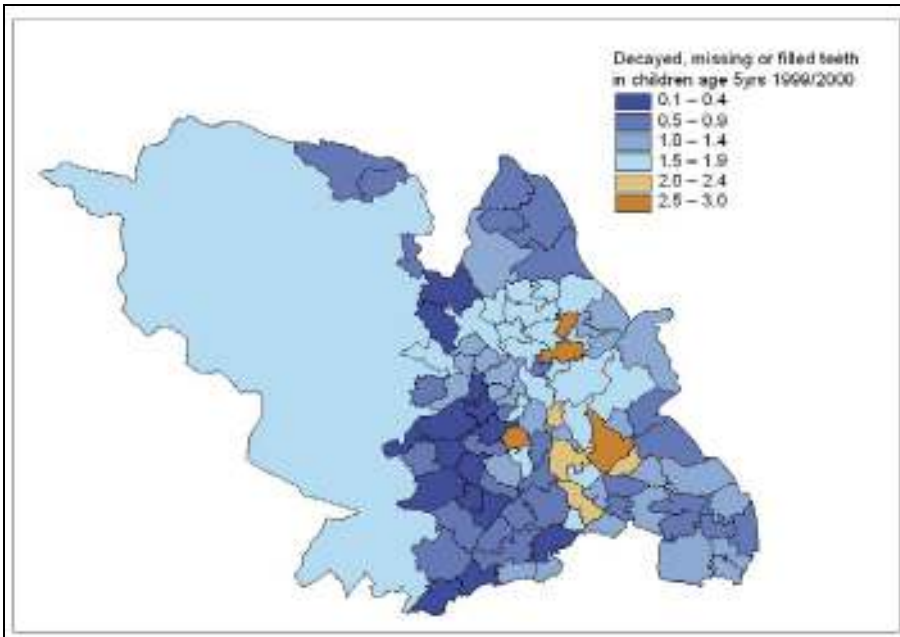 Decayed, missing or filled teeth
in children age 5yrs 1999/2000
0.1 – 0.4
0.5 – 0.9
1.0 – 1.4
1.5 – 1.9
2.0 – 2.4
2.5 – 3.0